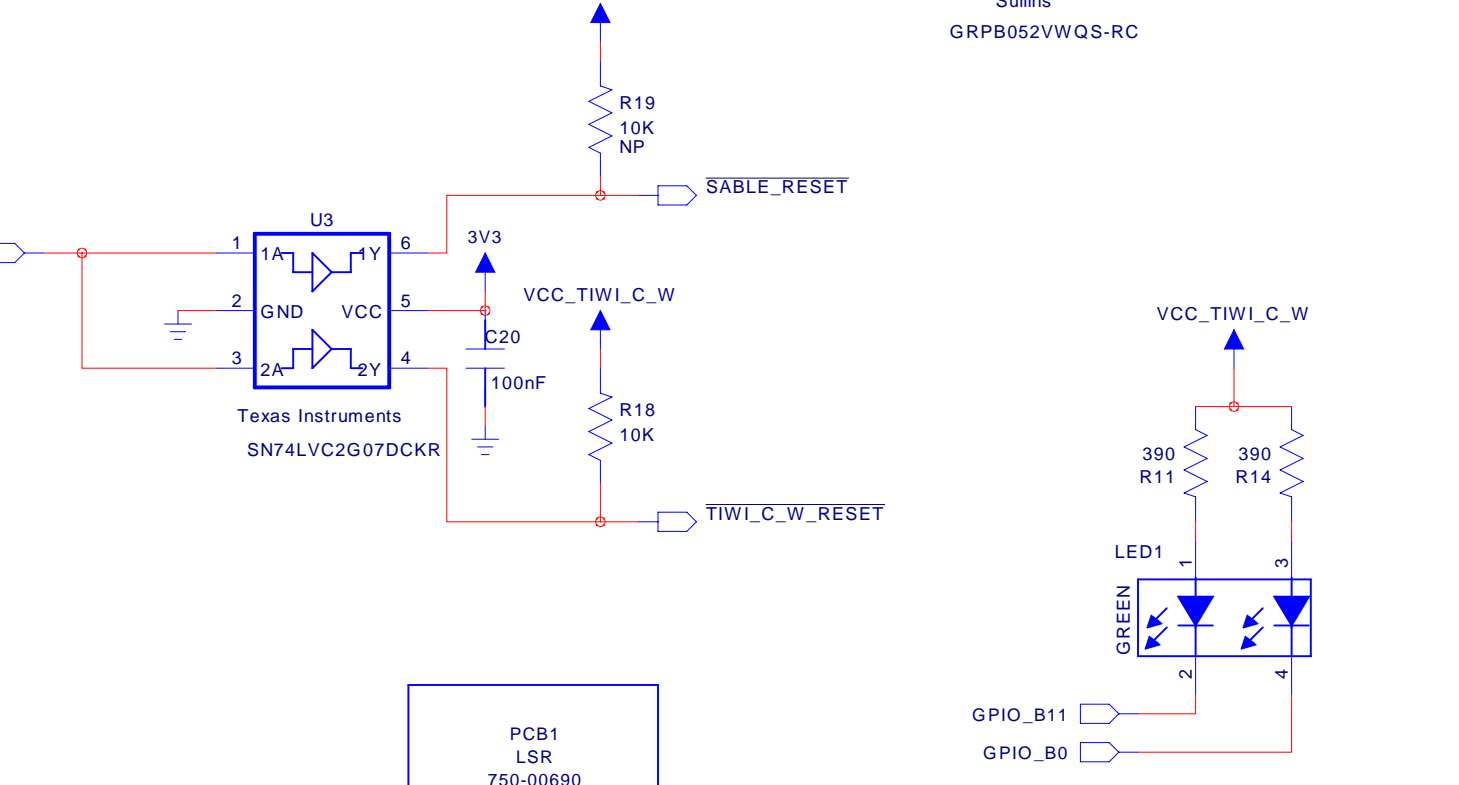 Sullins
GRPB052VWQS-RC
R19
10K
NP
SABLE_RESET
U3
1
1A
1Y
6
3V3
2
GND
VCC
5
VCC_TIWI_C_W
C20
100nF
3
2A
2Y
4
Texas Instruments
SN74LVC2G07DCKR
R18
10K
TIWI_C_W_RESET
VCC_TIWI_C_W
390
R11
390
R14
LED1
1
3
GREEN
2
4
GPIO_B11
GPIO_B0
PCB1
LSR
750-00690